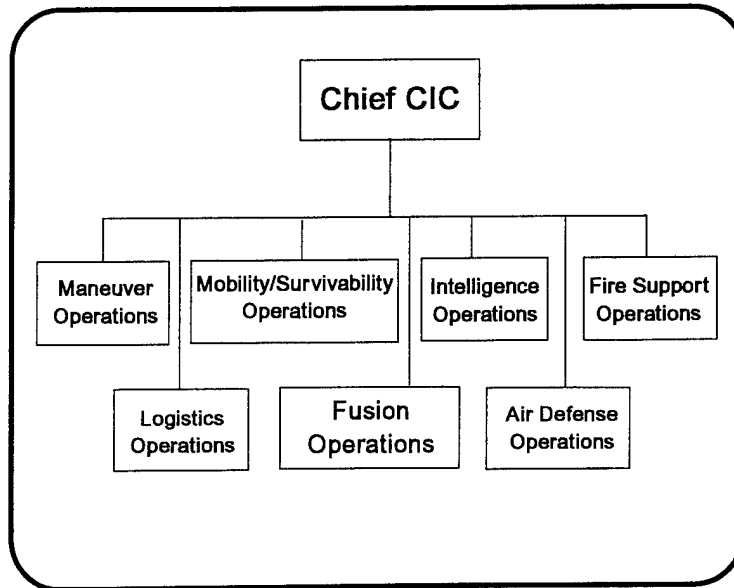 Chief CIC
Maneuver
Operations
Mobility/Survivability
Operations
Intelligence
Operations
Fire Support
Operations
Logistics
Operations
Fusion
Operations
Air Defense
Operations